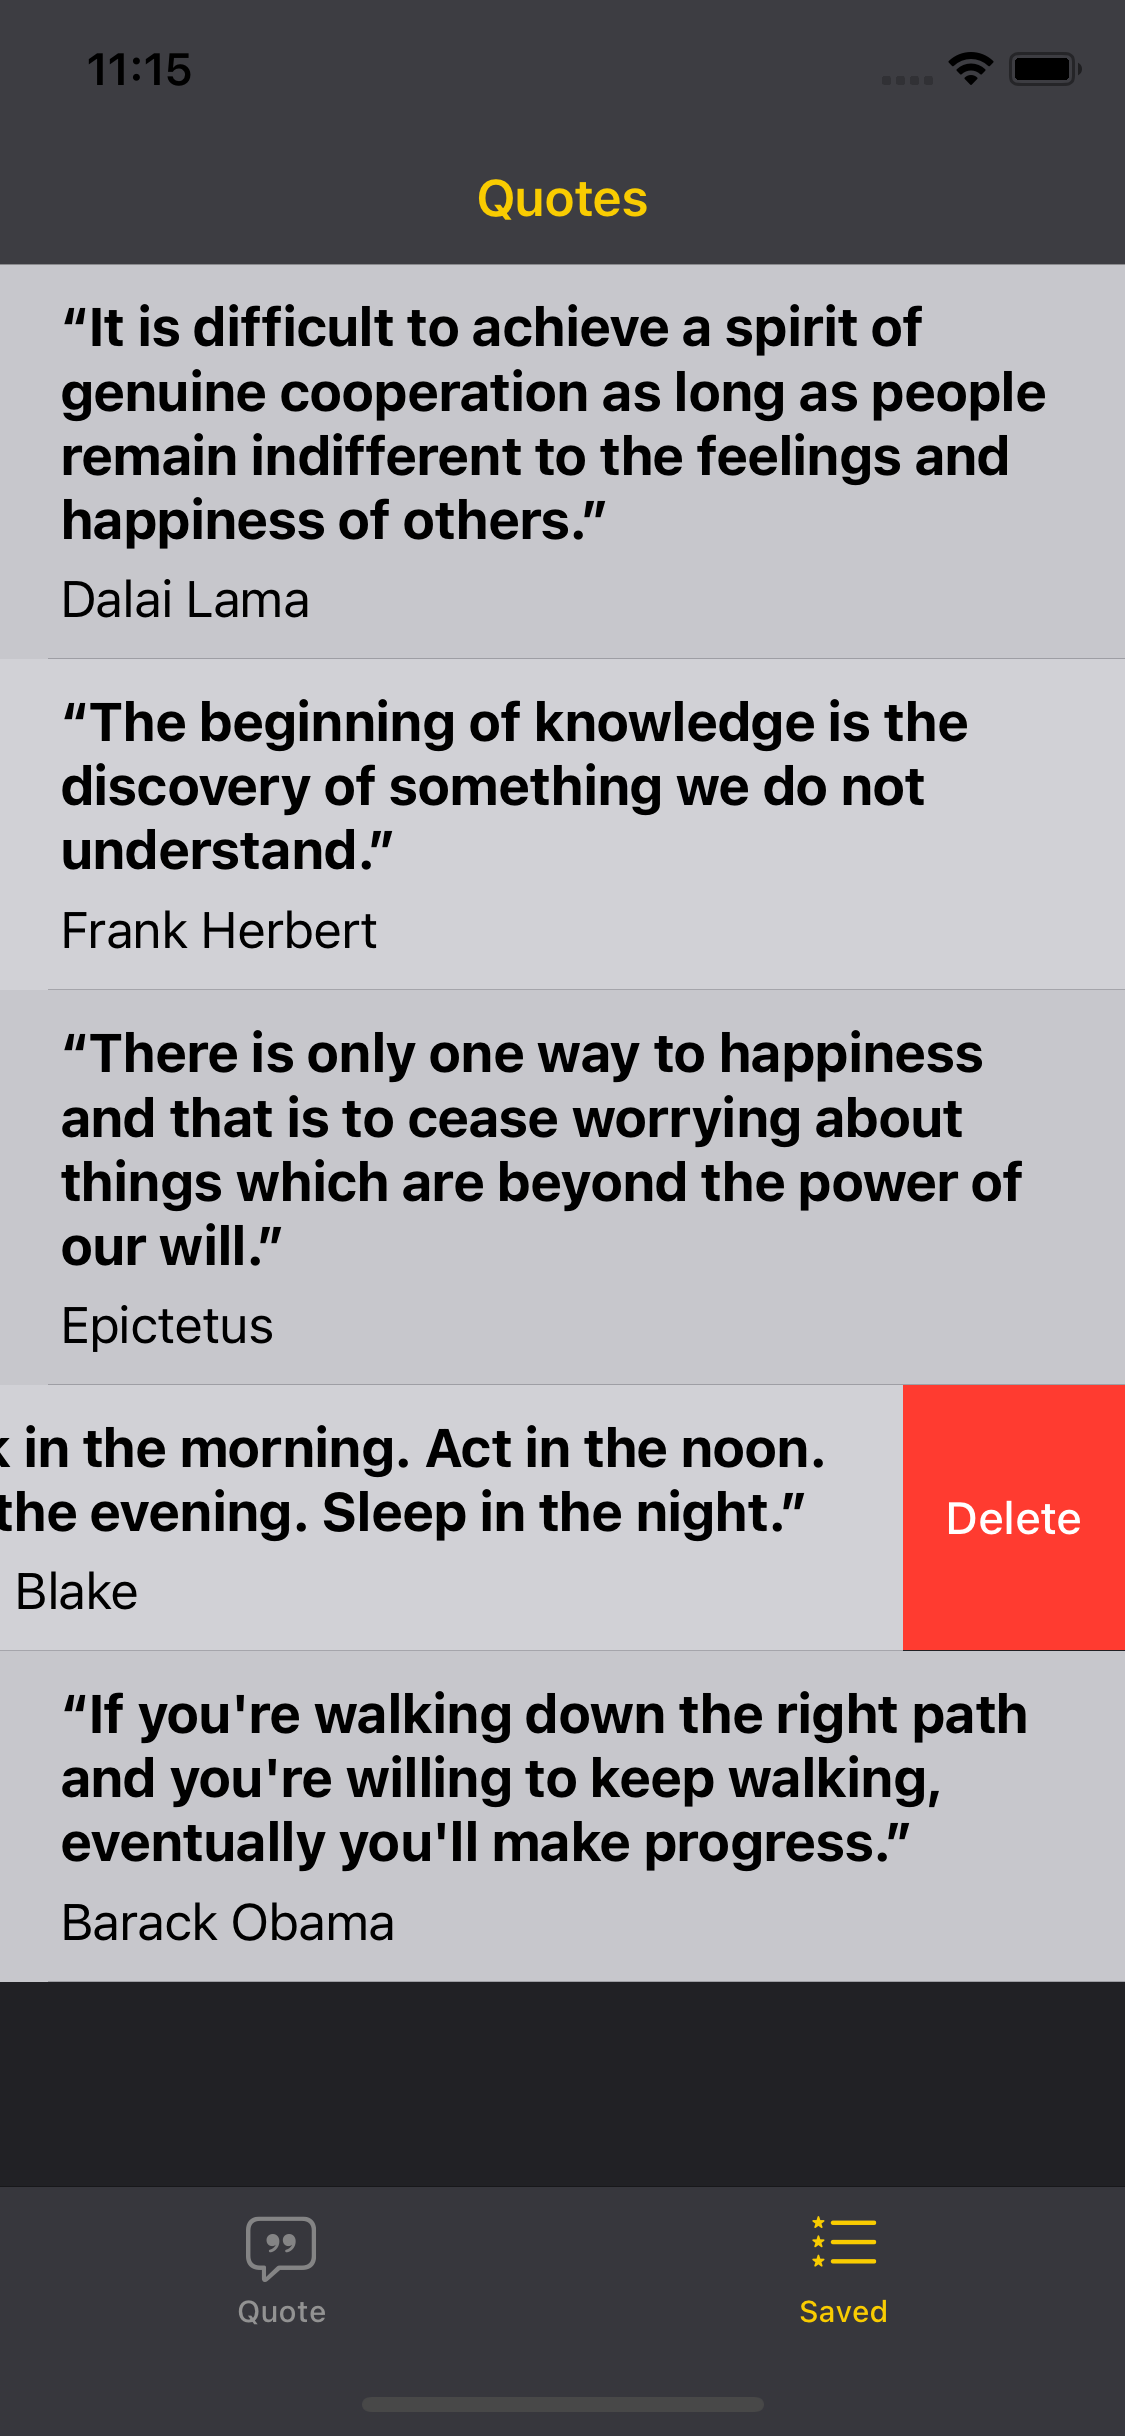 11:15
Quotes
“It is difficult to achieve a spirit of
genuine cooperation as long as people
remain indifferent to the feelings and
happiness of others.”
Dalai Lama
“The beginning of knowledge is the
discovery of something we do not
understand.”
Frank Herbert
“There is only one way to happiness
and that is to cease worrying about
things which are beyond the power of
our will.”
Epictetus
in the morning. Act in the noon.
the evening. Sleep in the night.”
Delete
Blake
“If you're walking down the right path
and you're willing to keep walking,
eventually you'll make progress.”
Barack Obama
Quote
Saved